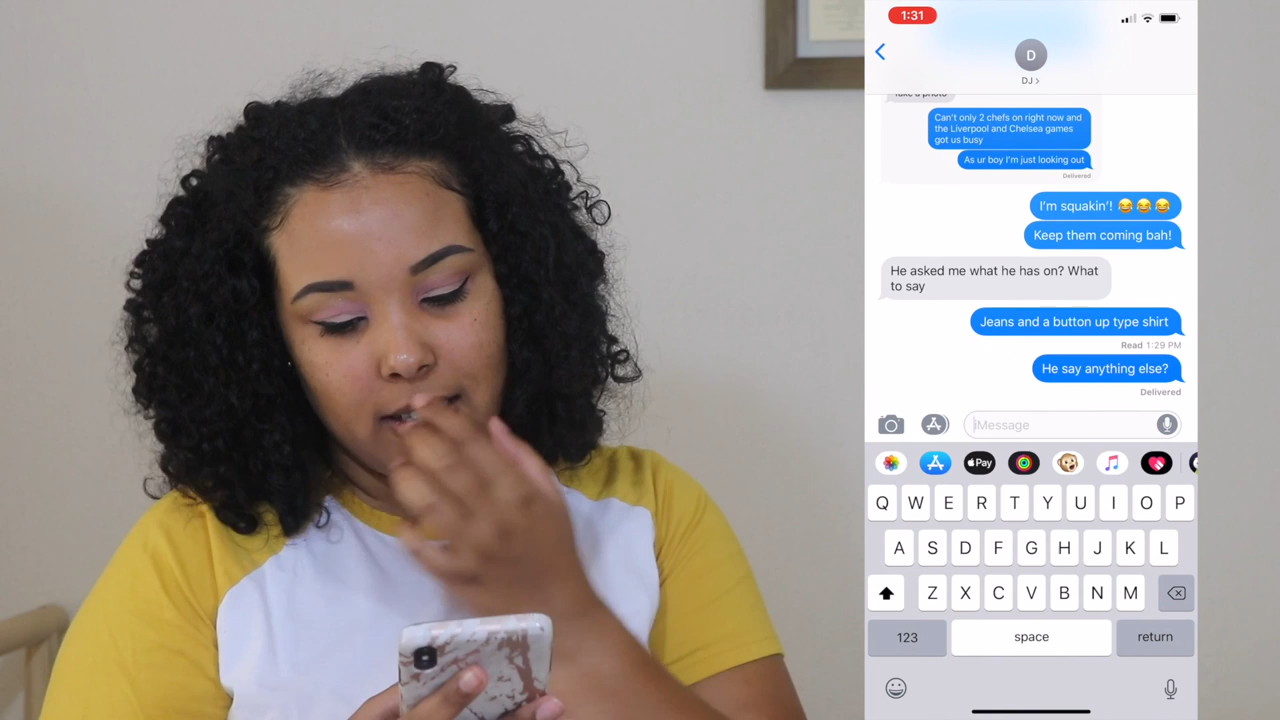 1:31
D
DJ >
Take a photo
Can't only 2 chefs on right now and
the Liverpool and Chelsea games
got us busy
As ur boy I'm just looking out
Delivered
I'm squakin'! 😂😂😂
Keep them coming bah!
He asked me what he has on? What
to say
Jeans and a button up type shirt
Read 1:29 PM
He say anything else?
Delivered
iMessage
Pay
Q W E R T Y U I O P
A S D F G H J K L
Z X C V B N M
123 space return